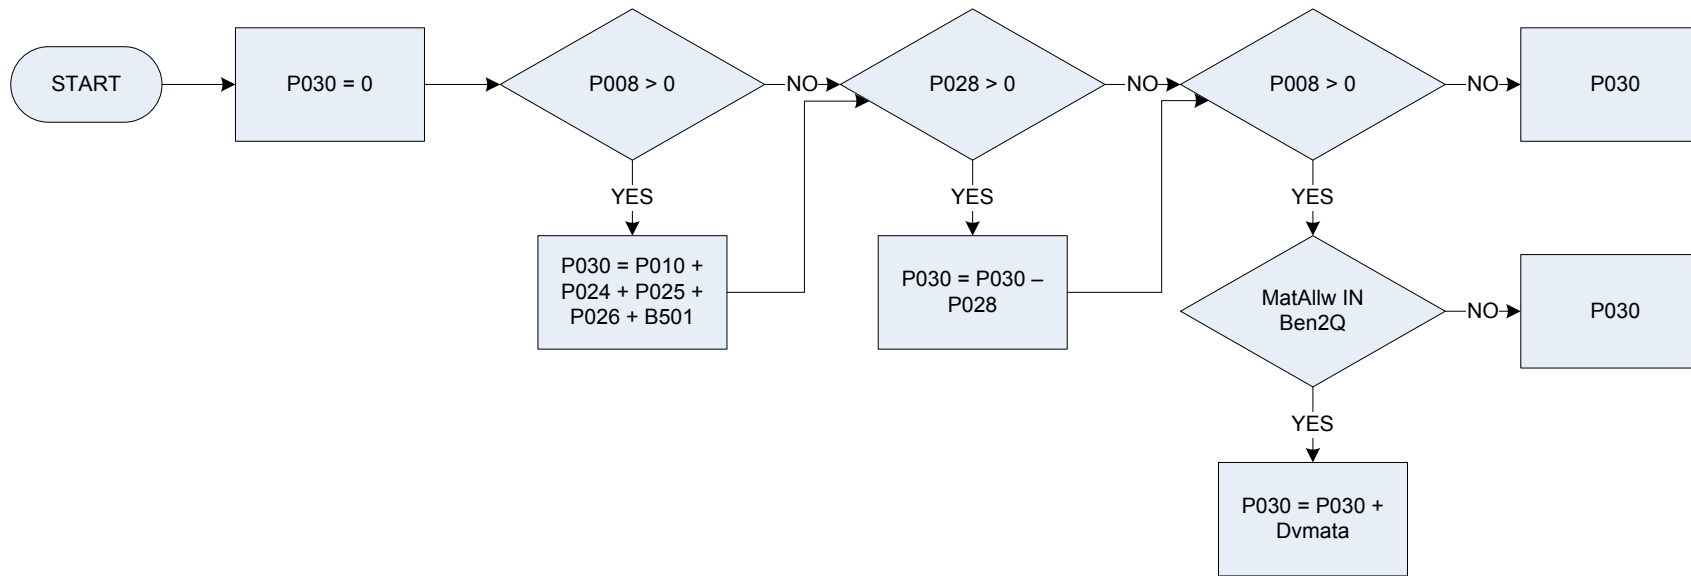 START
P030 = 0
P008 > 0
NO
P028 > 0
NO
P008 > 0
NO
P030
YES
YES
YES
P030 = P010 +
P024 + P025 +
P026 + B501
P030 = P030 –
P028
MatAllw IN
Ben2Q
NO
P030
YES
P030 = P030 +
Dvmata